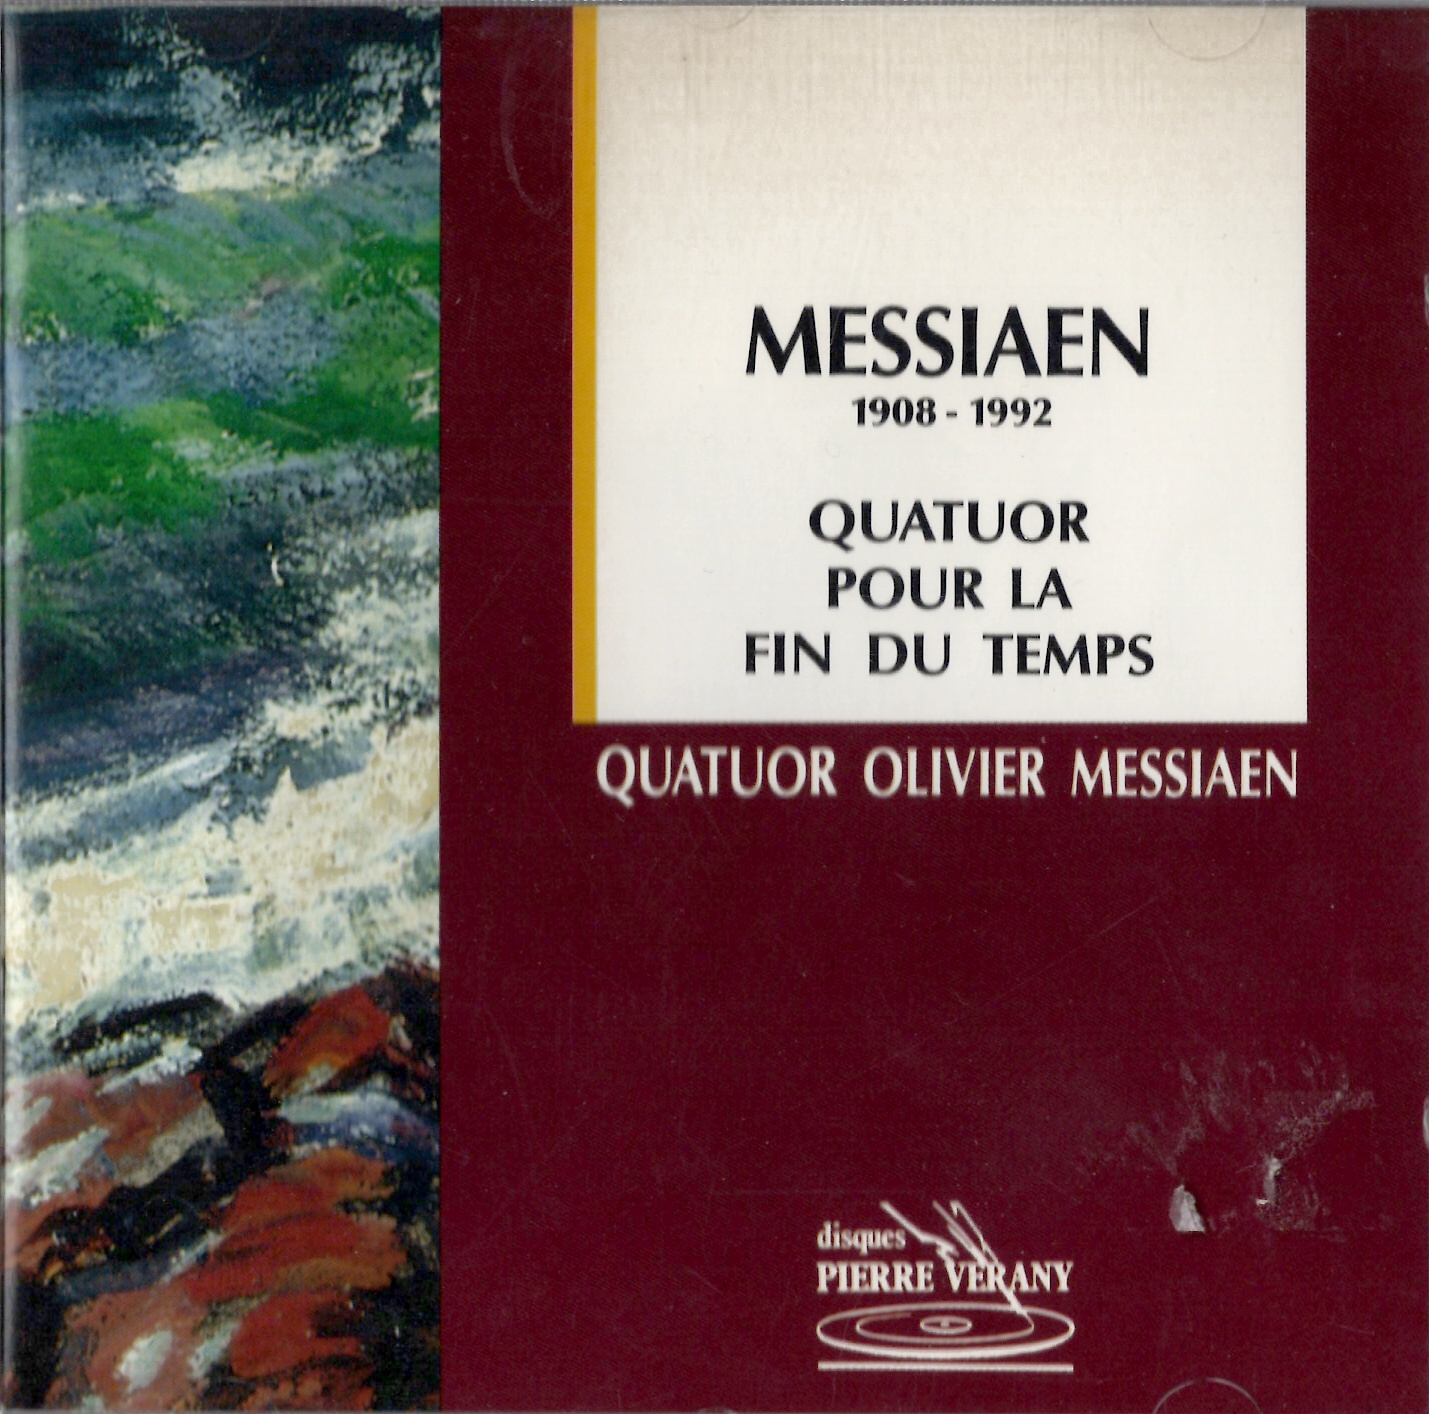 MESSIAEN
1908 - 1992
QUATUOR
POUR LA
FIN DU TEMPS
QUATUOR OLIVIER MESSIAEN
disques
PIERRE VERANY